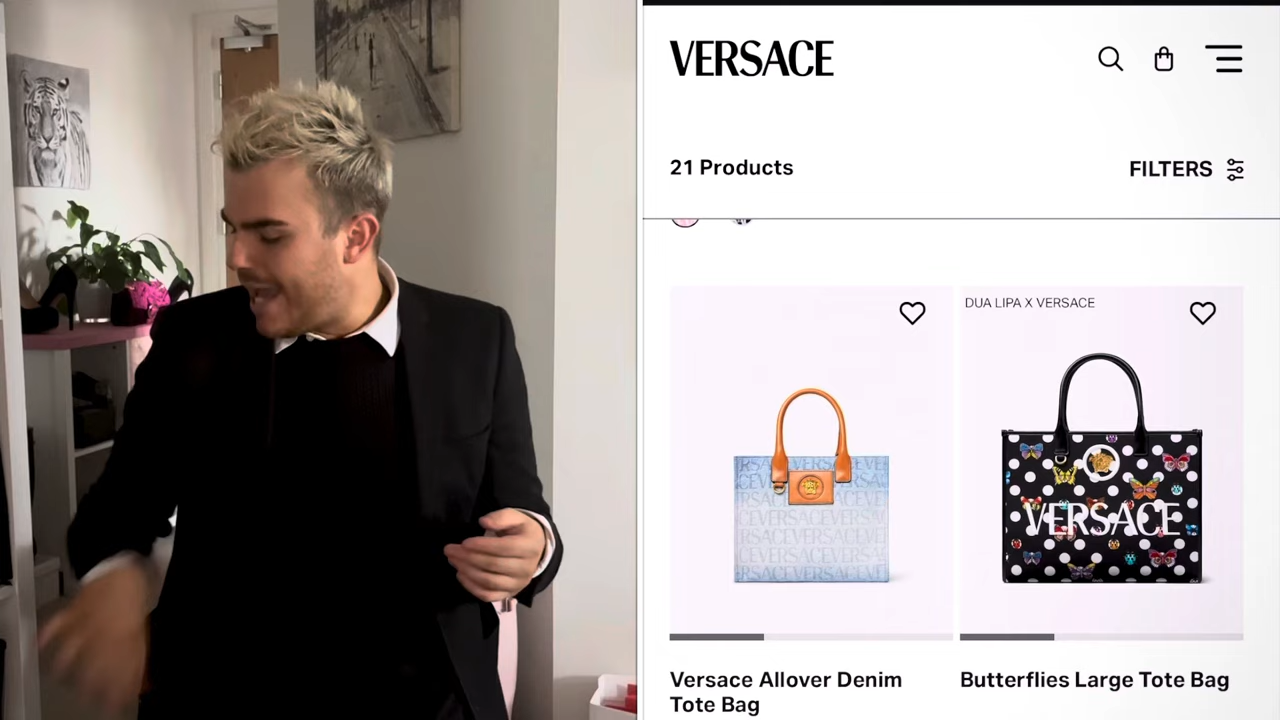 VERSACE
21 Products
FILTERS
DUA LIPA X VERSACE
VERSACE
Versace Allover Denim
Tote Bag
Butterflies Large Tote Bag